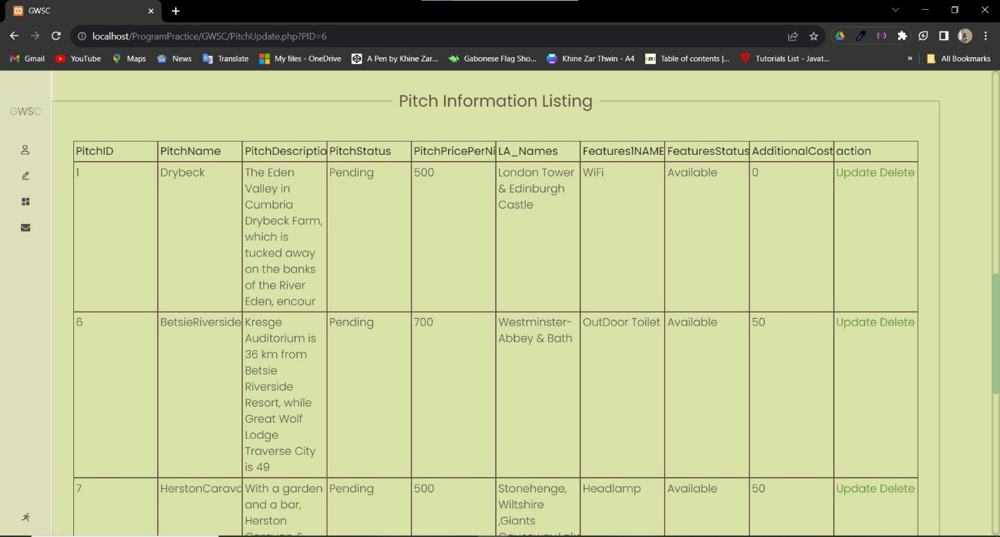 GWSC
localhost/ProgramPractice/GWSC/PitchUpdate.php?PID=6
Gmail YouTube Maps News Translate My files - OneDrive A Pen by Khine Zar... Gabonese Flag Sho... Khine Zar Thwin - A4 Table of contents |... Tutorials List - Javat... » All Bookmarks
Pitch Information Listing
GWSC
PitchID PitchName PitchDescriptio PitchStatus PitchPricePerNi LA_Names Features1NAME FeaturesStatus AdditionalCost action
1 Drybeck The Eden Pending 500 London Tower WiFi Available 0 Update Delete
Valley in & Edinburgh
Cumbria Castle
Drybeck Farm,
which is
tucked away
on the banks
of the River
Eden, encour
6 BetsieRiverside Kresge Pending 700 Westminster- OutDoor Toilet Available 50 Update Delete
Auditorium is Abbey & Bath
36 km from
Betsie
Riverside
Resort, while
Great Wolf
Lodge
Traverse City
is 49
7 HerstonCarava With a garden Pending 500 Stonehenge, Headlamp Available 50 Update Delete
and a bar, Wiltshire
Herston ,Giants